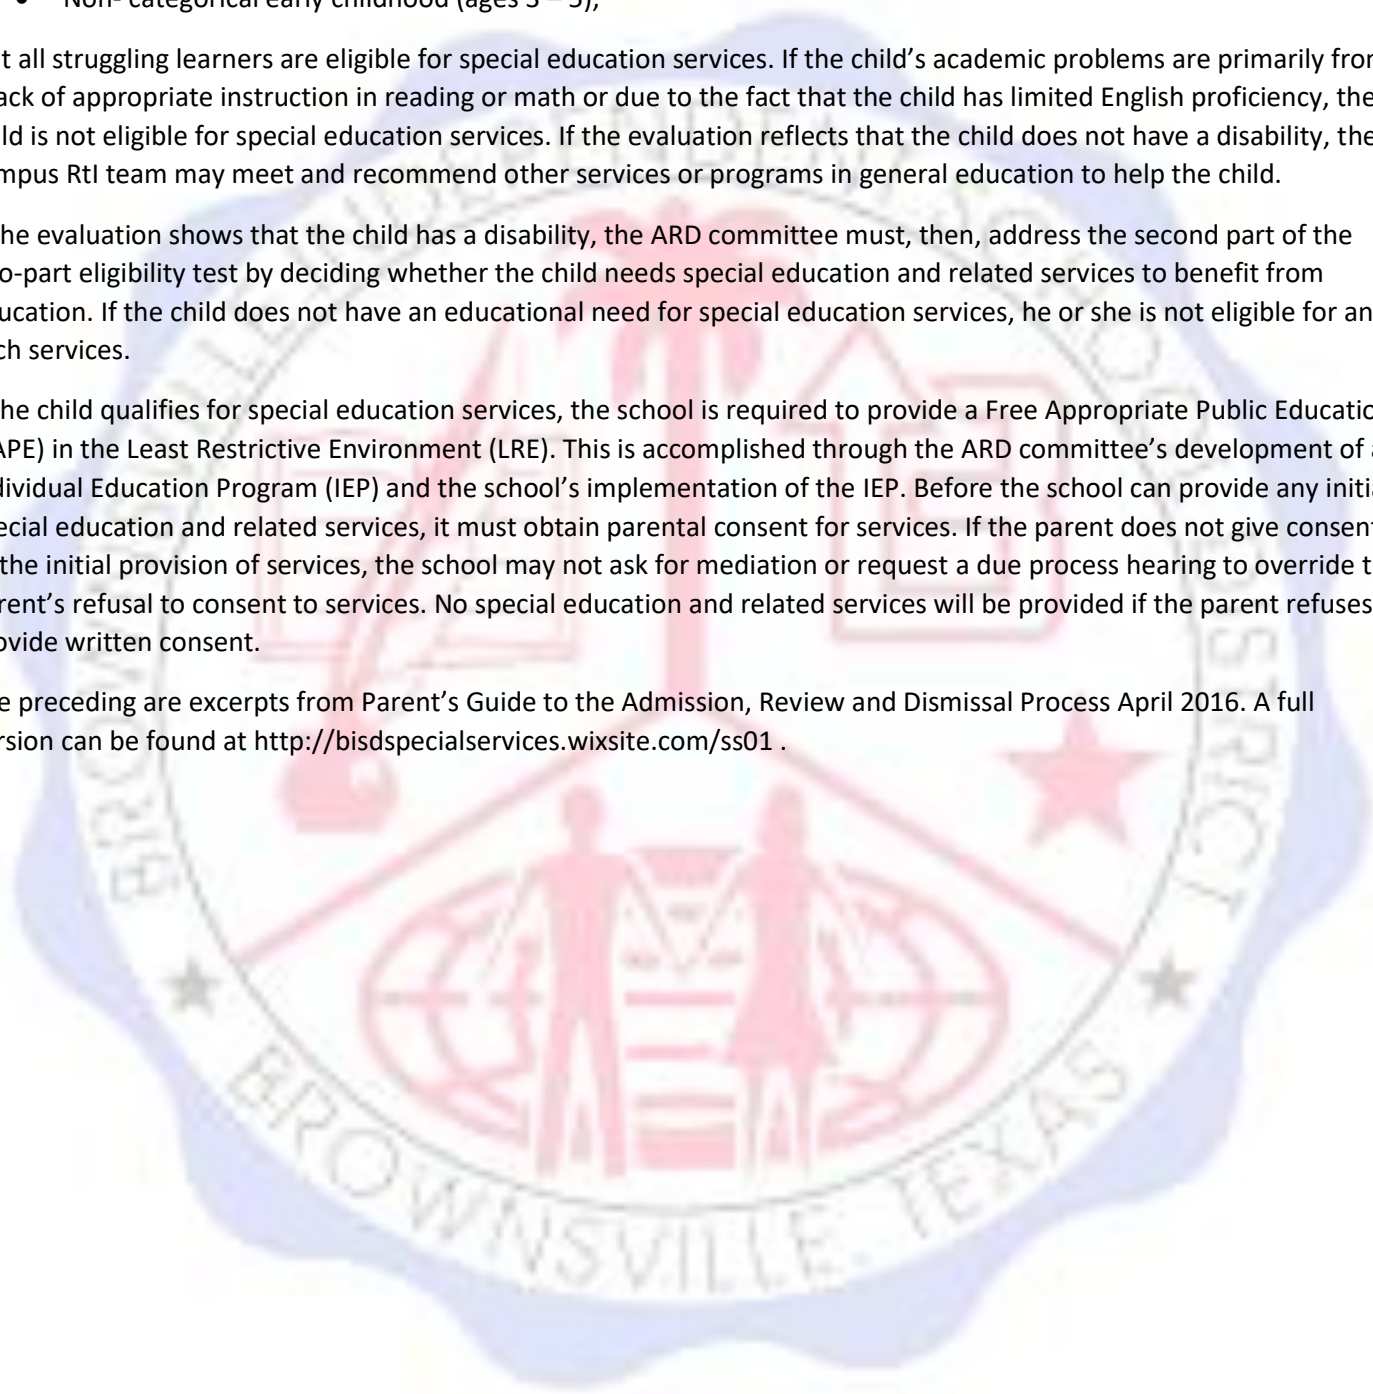 Non- categorical early childhood (ages 3 – 5),
t all struggling learners are eligible for special education services. If the child’s academic problems are primarily from
ack of appropriate instruction in reading or math or due to the fact that the child has limited English proficiency, the
ild is not eligible for special education services. If the evaluation reflects that the child does not have a disability, the
mpus RtI team may meet and recommend other services or programs in general education to help the child.
he evaluation shows that the child has a disability, the ARD committee must, then, address the second part of the
o-part eligibility test by deciding whether the child needs special education and related services to benefit from
ucation. If the child does not have an educational need for special education services, he or she is not eligible for an
ch services.
he child qualifies for special education services, the school is required to provide a Free Appropriate Public Educatio
APE) in the Least Restrictive Environment (LRE). This is accomplished through the ARD committee’s development of a
dividual Education Program (IEP) and the school’s implementation of the IEP. Before the school can provide any initia
ecial education and related services, it must obtain parental consent for services. If the parent does not give consent
the initial provision of services, the school may not ask for mediation or request a due process hearing to override t
rent’s refusal to consent to services. No special education and related services will be provided if the parent refuses
ovide written consent.
e preceding are excerpts from Parent’s Guide to the Admission, Review and Dismissal Process April 2016. A full
rsion can be found at http://bisdspecialservices.wixsite.com/ss01 .
BROWNSVILLE INDEPENDENT SCHOOL DISTRICT
BROWNSVILLE, TEXAS